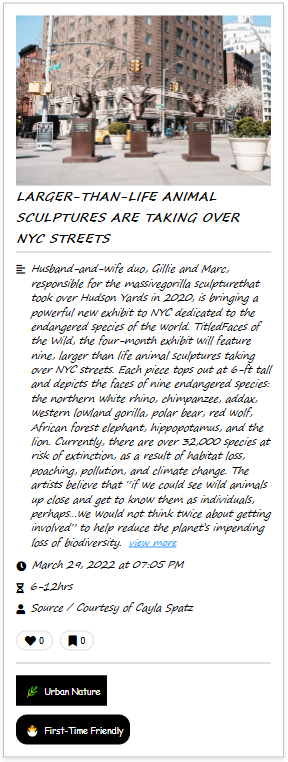 LARGER-THAN-LIFE ANIMAL
SCULPTURES ARE TAKING OVER
NYC STREETS
Husband-and-wife duo, Gillie and Marc,
responsible for the massivegorilla sculpturethat
took over Hudson Yards in 2020, is bringing a
powerful new exhibit to NYC dedicated to the
endangered species of the world. TitledFaces of
the Wild, the four-month exhibit will feature
nine, larger than life animal sculptures taking
over NYC streets. Each piece tops out at 6-ft tall
and depicts the faces of nine endangered species:
the northern white rhino, chimpanzee, addax,
western lowland gorilla, polar bear, red wolf,
African forest elephant, hippopotamus, and the
lion. Currently, there are over 32,000 species at
risk of extinction, as a result of habitat loss,
poaching, pollution, and climate change. The
artists believe that "if we could see wild animals
up close and get to know them as individuals,
perhaps...we would not think twice about getting
involved" to help reduce the planet's impending
loss of biodiversity. view more
March 29, 2022 at 07:05 PM
6-12hrs
Source / Courtesy of Cayla Spatz
0 0
Urban Nature
First-Time Friendly